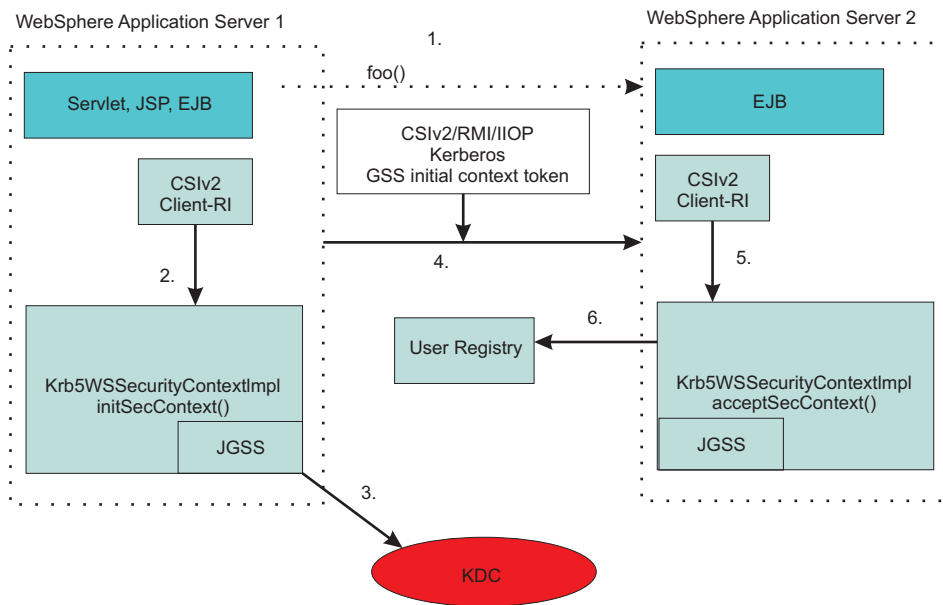 WebSphere Application Server 1
WebSphere Application Server 2
1.
foo()
Servlet, JSP, EJB
EJB
CSIv2/RMI/IIOP
Kerberos
GSS initial context token
CSIv2
Client-RI
CSIv2
Client-RI
2.
4.
5.
6.
User Registry
Krb5WSSecurityContextImpl
initSecContext()
JGSS
Krb5WSSecurityContextImpl
acceptSecContext()
JGSS
3.
KDC